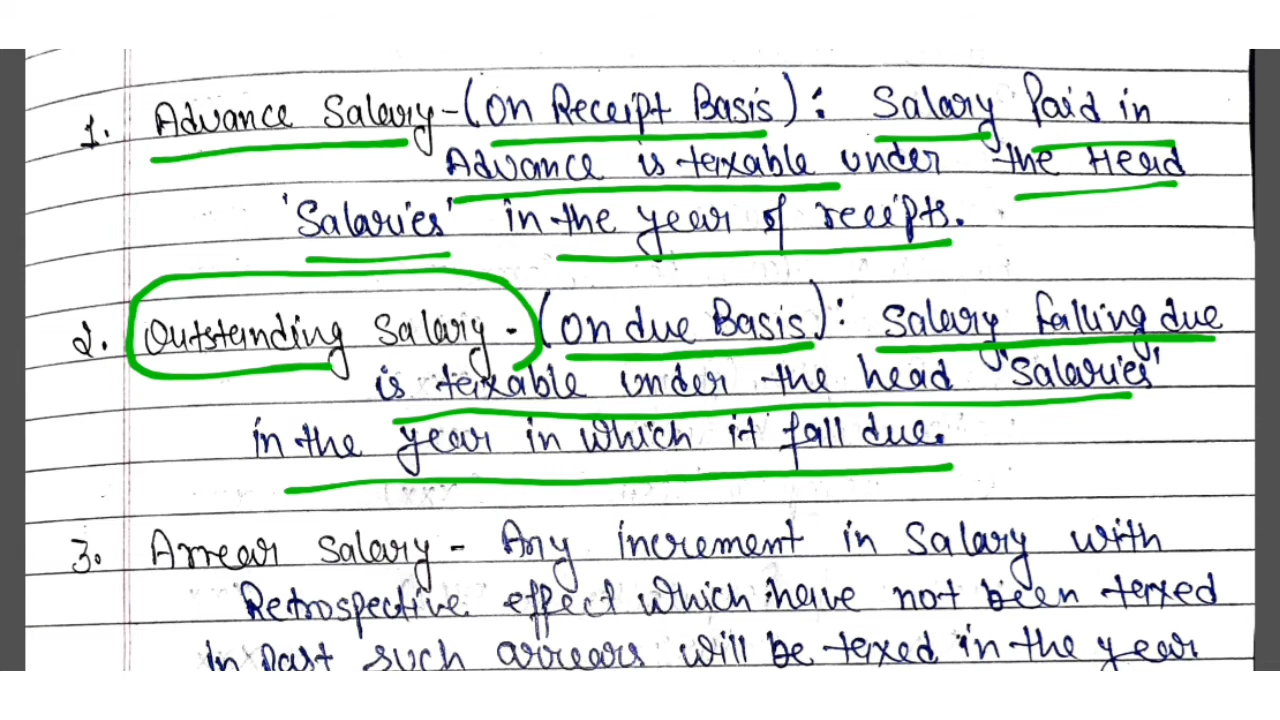 1. Advance Salary - (on Receipt Basis) : Salary Paid in
Advance is taxable under the Head
'Salaries' in the year of receipts.
2. Outstanding Salary - (on due Basis) : Salary falling due
is taxable under the head "Salaries"
in the year in which it fall due.
3. Arrear Salary - Any increment in Salary with
Retrospective effect which have not been taxed
in Past such arrears will be taxed in the year